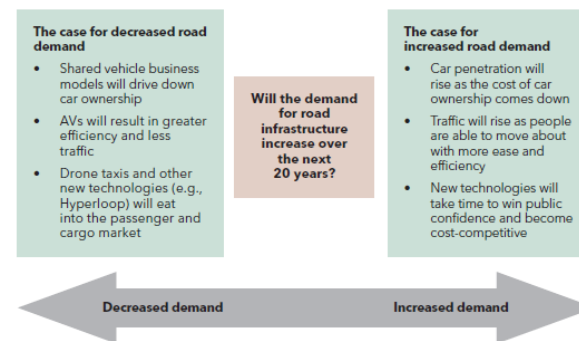 The case for decreased road
demand
• Shared vehicle business
models will drive down
car ownership
• AVs will result in greater
efficiency and less
traffic
• Drone taxis and other
new technologies (e.g.,
Hyperloop) will eat
into the passenger and
cargo market
Will the demand
for road
infrastructure
increase over
the next
20 years?
The case for
increased road demand
• Car penetration will
rise as the cost of car
ownership comes down
• Traffic will rise as people
are able to move about
with more ease and
efficiency
• New technologies will
take time to win public
confidence and become
cost-competitive
Decreased demand
Increased demand